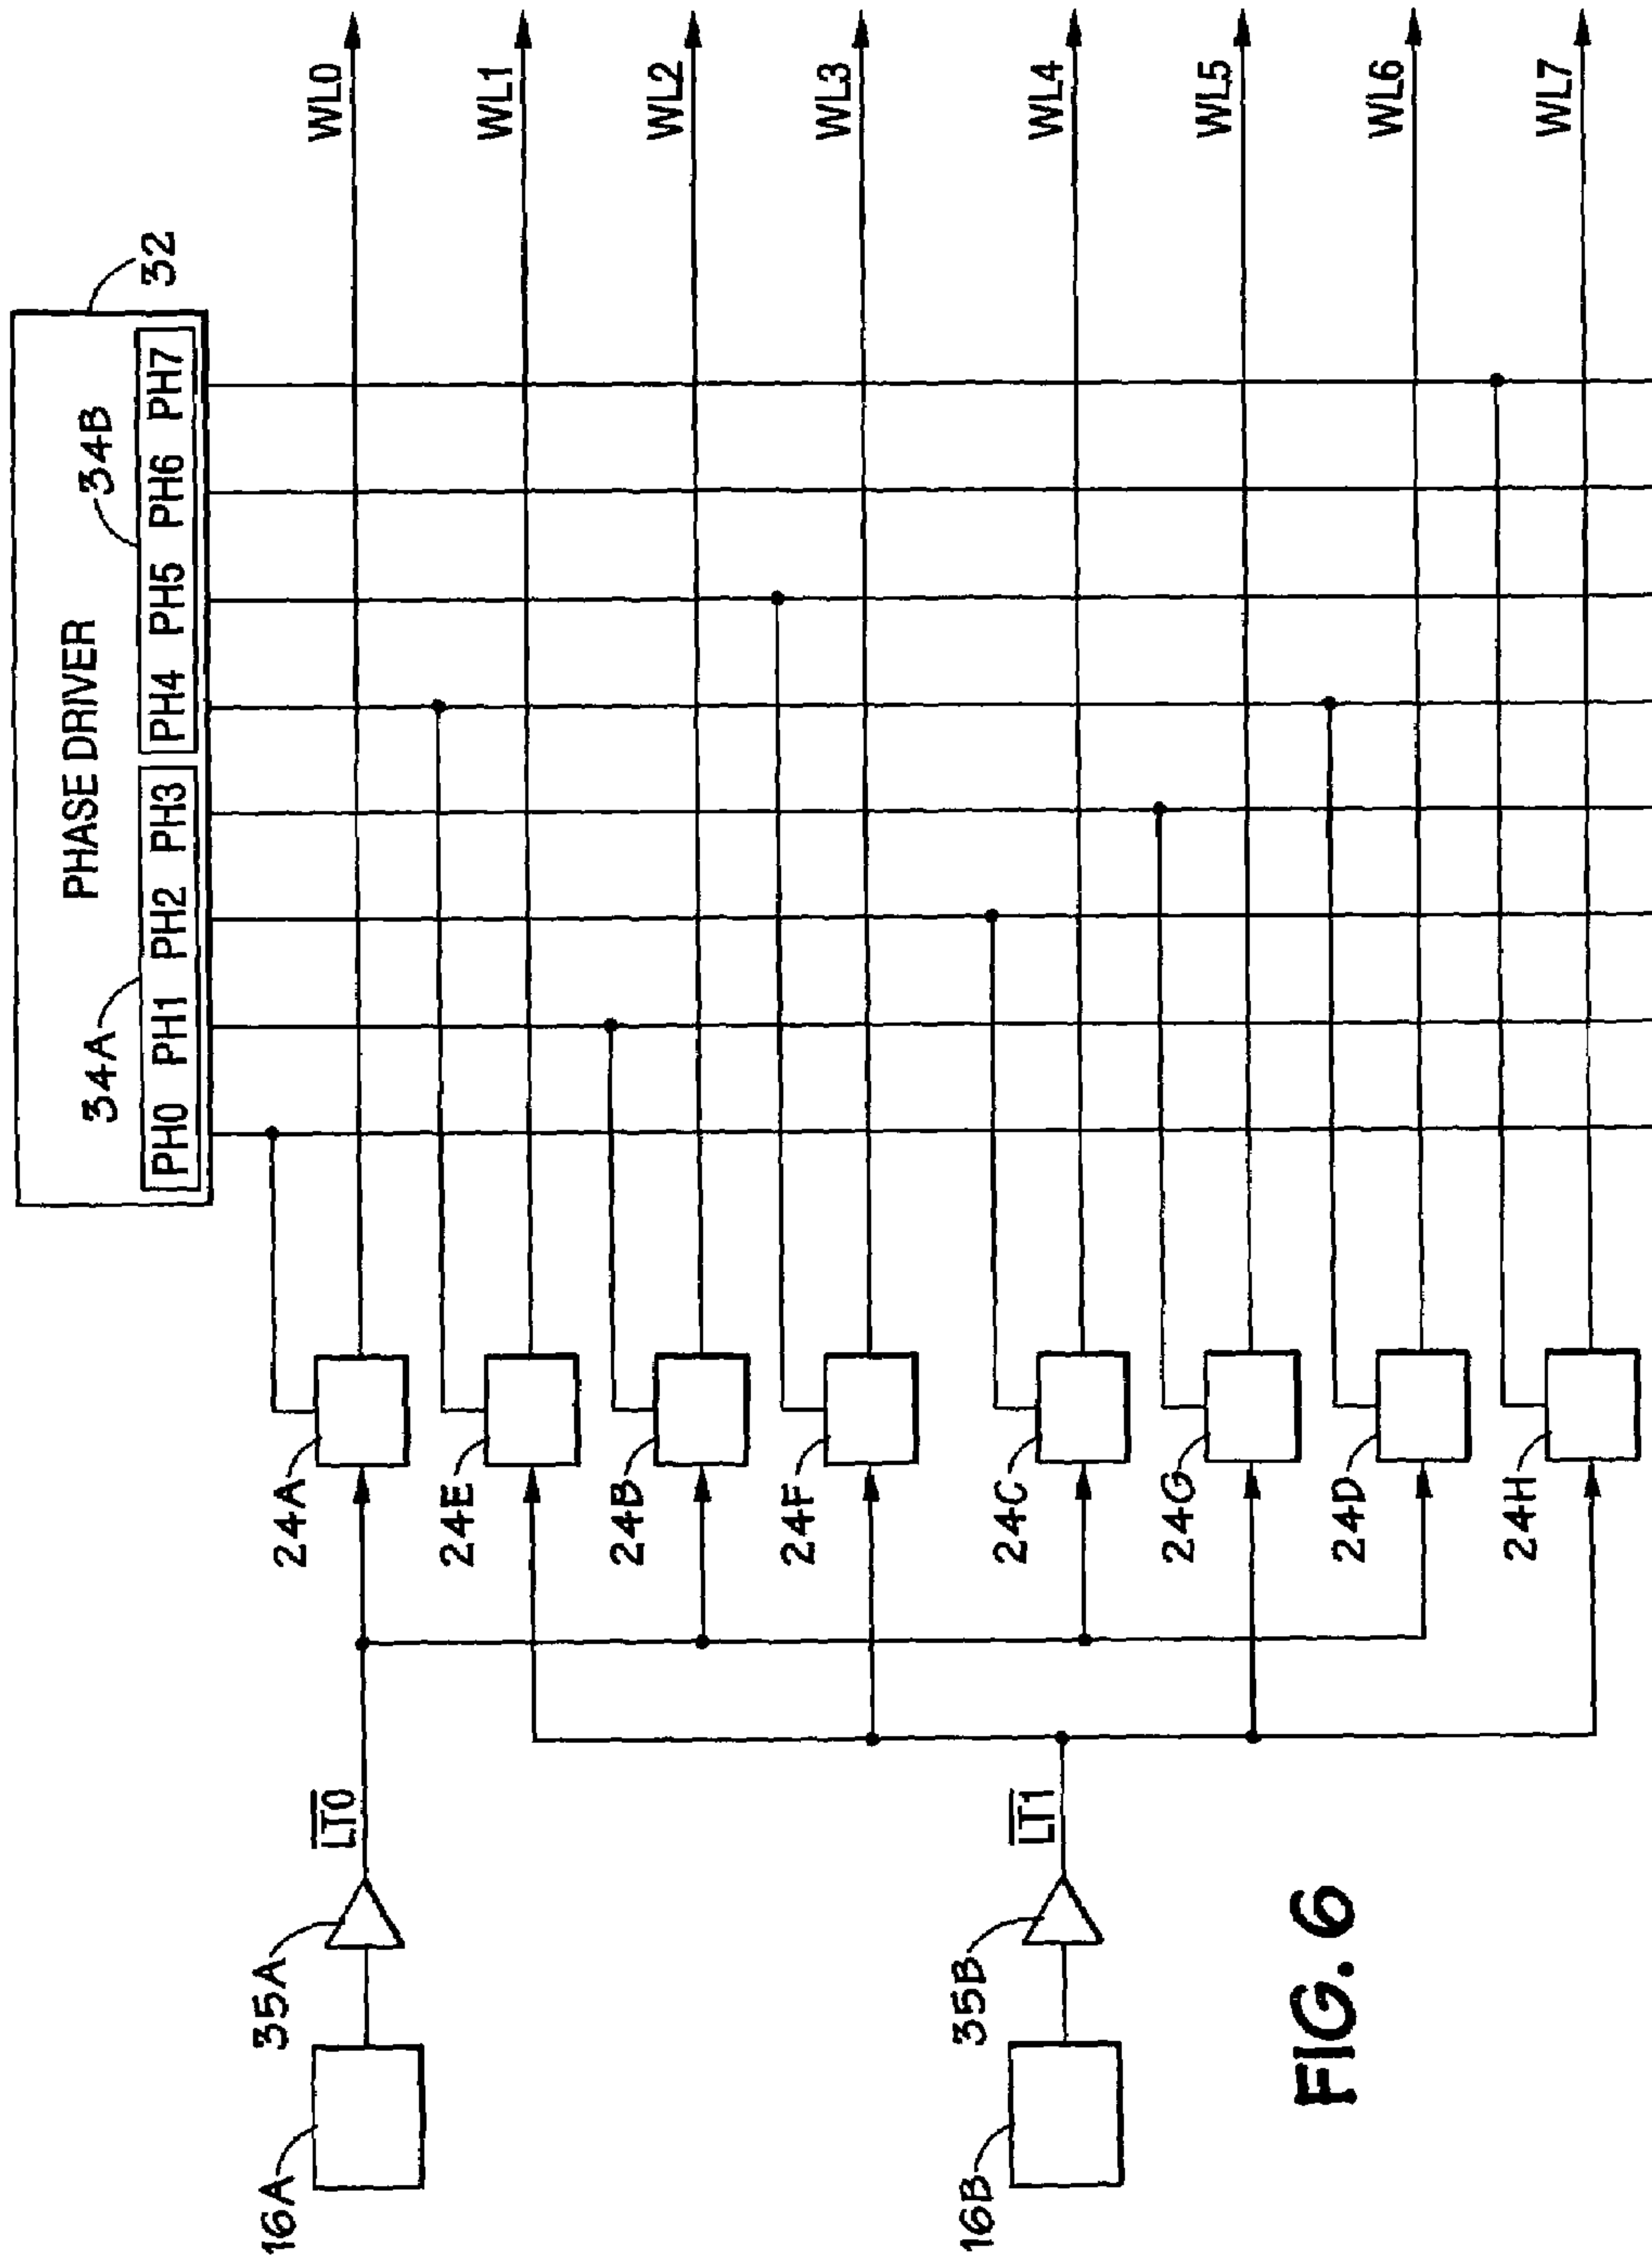 PHASE DRIVER
32
34A
34B
PH0 PH1 PH2 PH3 PH4 PH5 PH6 PH7
16A
35A
LT0
24A
WL0
24E
WL1
24B
WL2
24F
WL3
16B
35B
LT1
24C
WL4
24G
WL5
24D
WL6
24H
WL7
FIG. 6